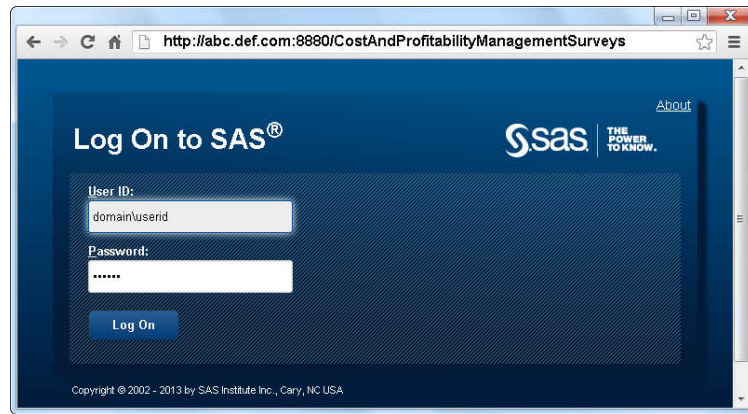 http://abc.def.com:8880/CostAndProfitabilityManagementSurveys
About
Log On to SAS®
sas
THE
POWER
TO KNOW.
User ID:
domain\userid
Password:
••••••
Log On
Copyright © 2002 - 2013 by SAS Institute Inc., Cary, NC USA